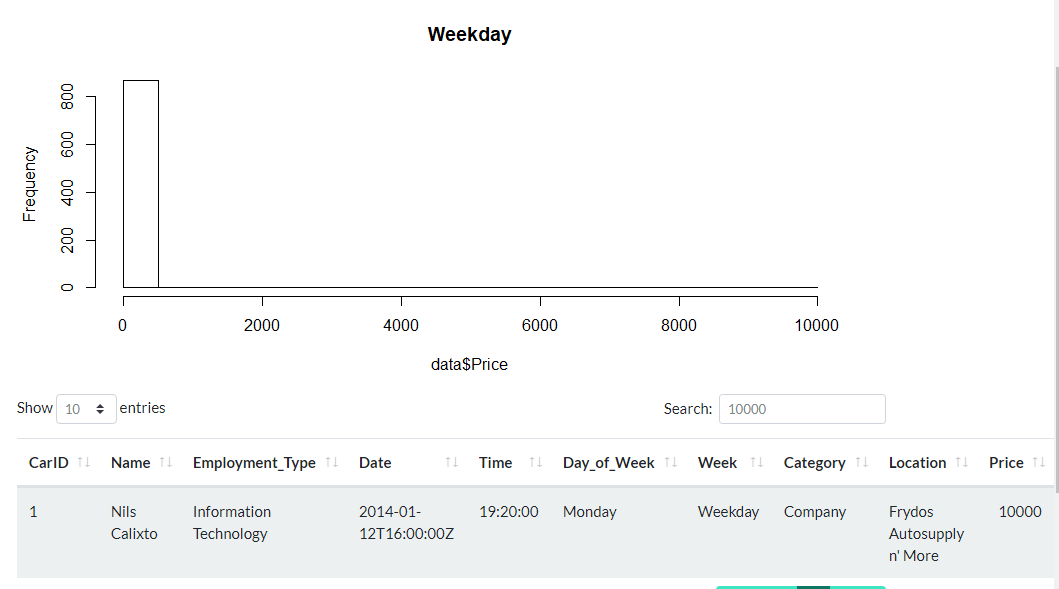 Weekday
Frequency
800
600
400
200
0
0 2000 4000 6000 8000 10000
data$Price
Show 10 entries Search: 10000
CarID Name Employment_Type Date Time Day_of_Week Week Category Location Price
1 Nils Information 2014-01- 19:20:00 Monday Weekday Company Frydos 10000
Calixto Technology 12T16:00:00Z Autosupply
n' More